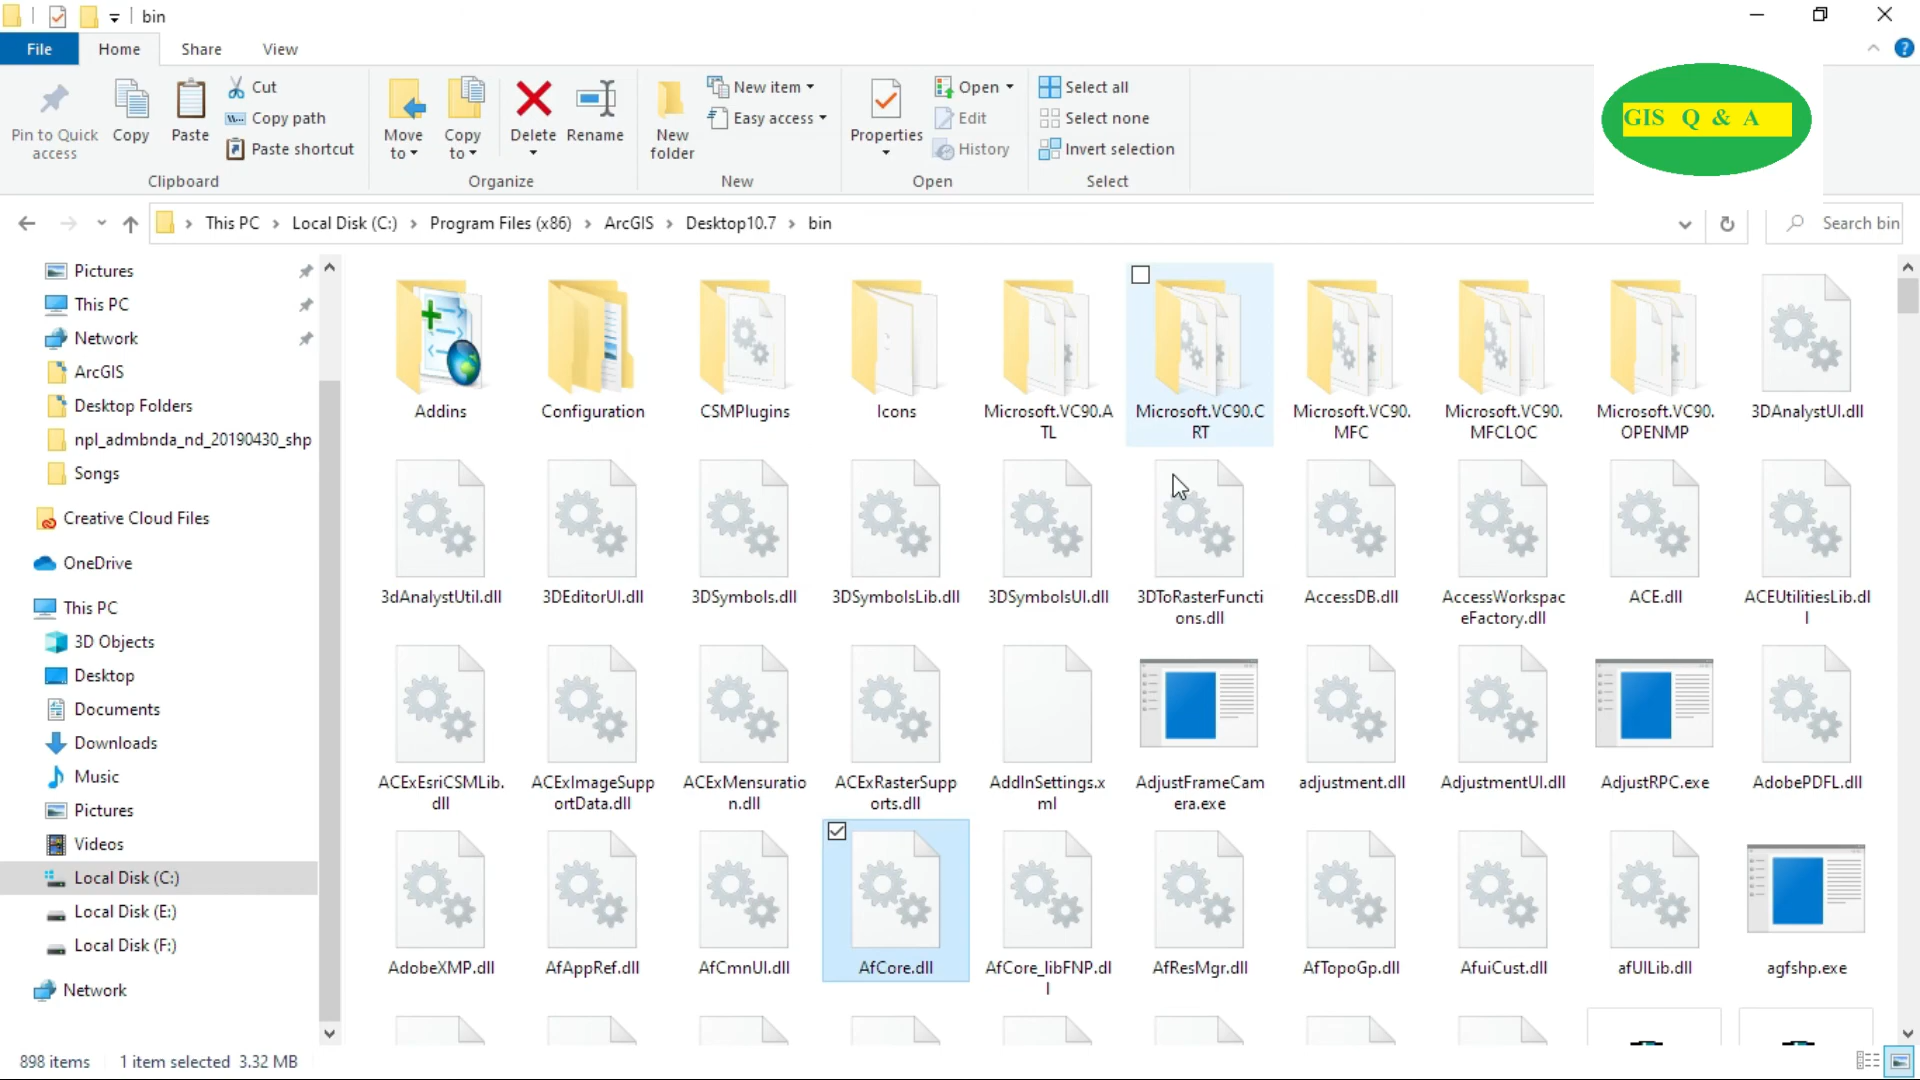 bin
File Home Share View
Pin to Quick access
Copy
Paste
Cut
Copy path
Paste shortcut
Clipboard
Move to
Copy to
Delete
Rename
Organize
New folder
New item
Easy access
New
Properties
Open
Edit
History
Open
Select all
Select none
Invert selection
Select
GIS Q & A
This PC Local Disk (C:) Program Files (x86) ArcGIS Desktop10.7 bin
Search bin
Pictures
This PC
Network
ArcGIS
Desktop Folders
npl_admbnda_nd_20190430_shp
Songs
Creative Cloud Files
OneDrive
This PC
3D Objects
Desktop
Documents
Downloads
Music
Pictures
Videos
Local Disk (C:)
Local Disk (E:)
Local Disk (F:)
Network
Addins
Configuration
CSMPlugins
Icons
Microsoft.VC90.A
TL
Microsoft.VC90.C
RT
Microsoft.VC90.
MFC
Microsoft.VC90.
MFCLOC
Microsoft.VC90.
OPENMP
3DAnalystUI.dll
3dAnalystUtil.dll
3DEditorUI.dll
3DSymbols.dll
3DSymbolsLib.dll
3DSymbolsUI.dll
3DToRasterFuncti
ons.dll
AccessDB.dll
AccessWorkspac
eFactory.dll
ACE.dll
ACEUtilitiesLib.dl
l
ACExEsriCSMLib.
dll
ACExImageSupp
ortData.dll
ACExMensuratio
n.dll
ACExRasterSupp
orts.dll
AddInSettings.x
ml
AdjustFrameCam
era.exe
adjustment.dll
AdjustmentUI.dll
AdjustRPC.exe
AdobePDFL.dll
AdobeXMP.dll
AfAppRef.dll
AfCmnUI.dll
AfCore.dll
AfCore_libFNP.dl
l
AfResMgr.dll
AfTopoGp.dll
AfuiCust.dll
afUILib.dll
agfshp.exe
898 items 1 item selected 3.32 MB